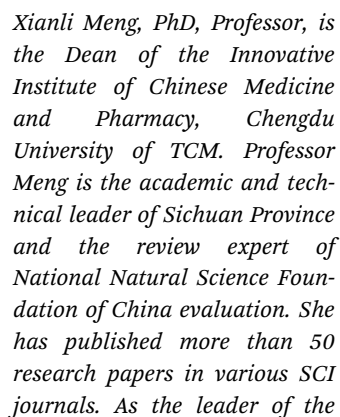 Xianli Meng, PhD, Professor, is
the Dean of the Innovative
Institute of Chinese Medicine
and Pharmacy, Chengdu
University of TCM. Professor
Meng is the academic and tech-
nical leader of Sichuan Province
and the review expert of
National Natural Science Foun-
dation of China evaluation. She
has published more than 50
research papers in various SCI
journals. As the leader of the